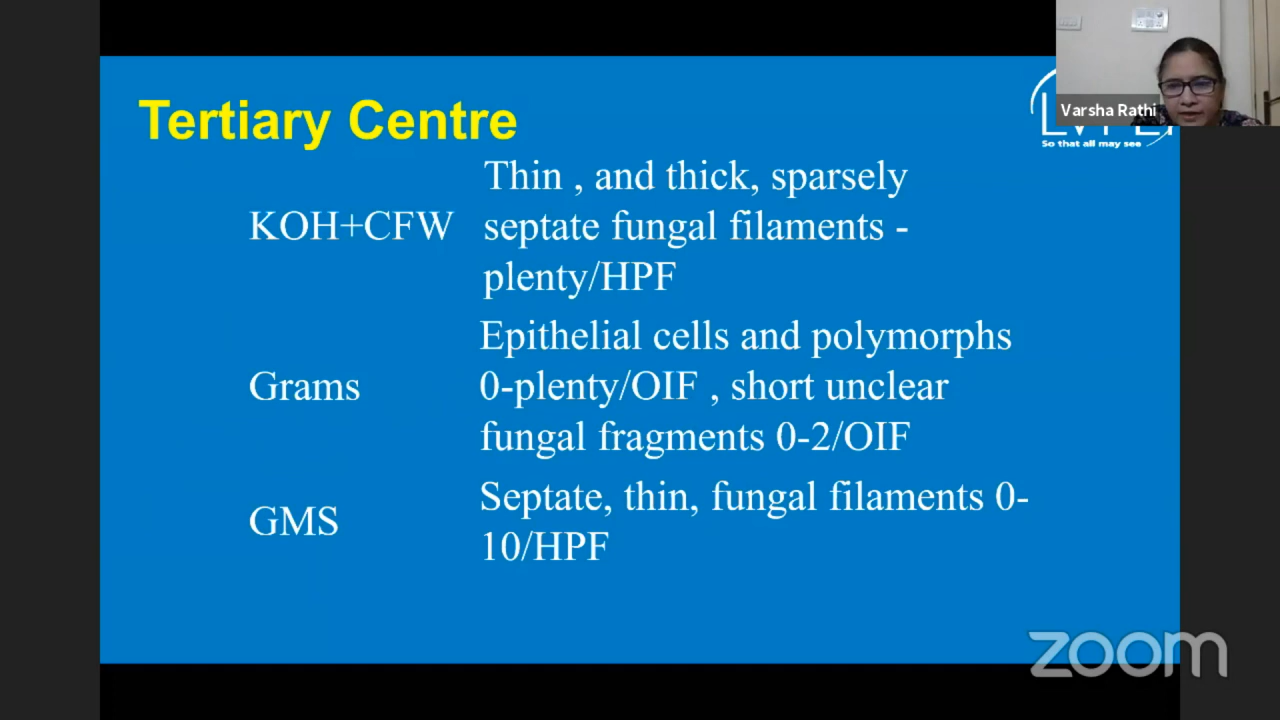 Varsha Rathi
Tertiary Centre
So that all may see
KOH+CFW
Thin , and thick, sparsely
septate fungal filaments -
plenty/HPF
Grams
Epithelial cells and polymorphs
0-plenty/OIF , short unclear
fungal fragments 0-2/OIF
GMS
Septate, thin, fungal filaments 0-
10/HPF
zoom